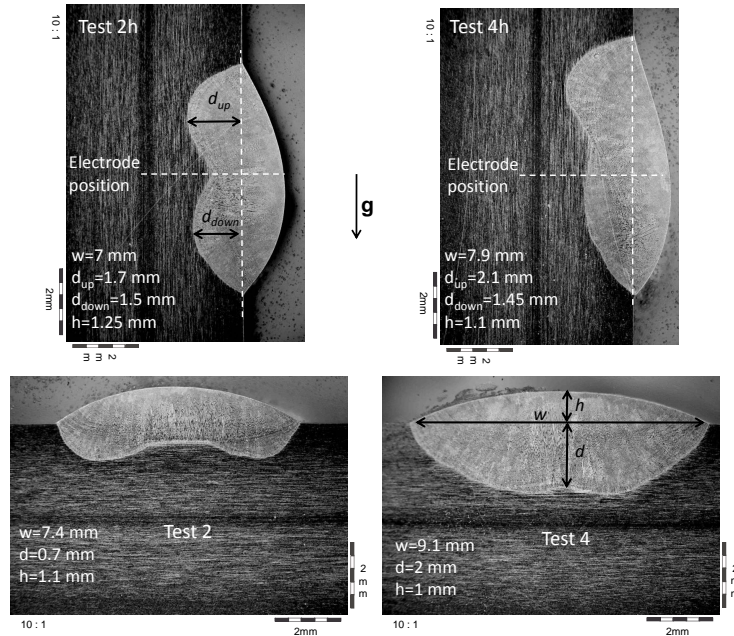 10 : 1
Test 2h
d_up
Electrode
position
d_down
w=7 mm
d_up=1.7 mm
d_down=1.5 mm
h=1.25 mm
2mm
2 m m
g
10 : 1
Test 4h
Electrode
position
w=7.9 mm
d_up=2.1 mm
d_down=1.45 mm
h=1.1 mm
2mm
2 m m
Test 2
w=7.4 mm
d=0.7 mm
h=1.1 mm
2 m m
10 : 1
2mm
h
w
d
Test 4
w=9.1 mm
d=2 mm
h=1 mm
10 : 1
2mm